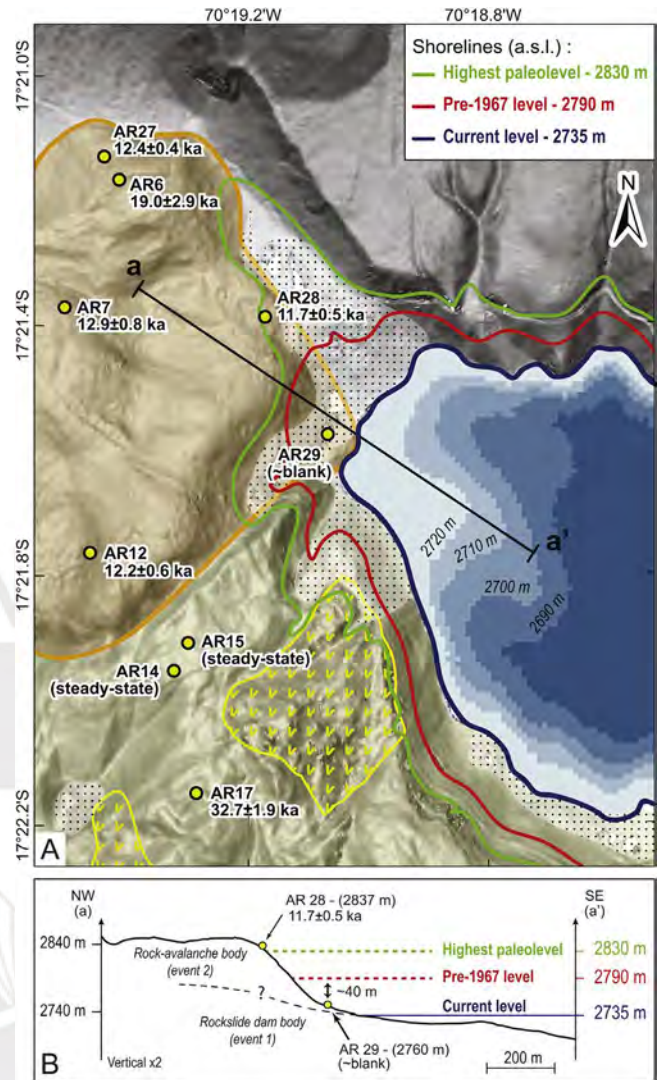 70°19.2'W 70°18.8'W
Shorelines (a.s.l.) :
Highest paleolevel - 2830 m
Pre-1967 level - 2790 m
Current level - 2735 m
N
17°21.0'S
17°21.4'S
17°21.8'S
17°22.2'S
AR27
12.4±0.4 ka
AR6
19.0±2.9 ka
a
AR7
12.9±0.8 ka
AR28
11.7±0.5 ka
AR29
(~blank)
a'
2720 m
2710 m
2700 m
2690 m
AR12
12.2±0.6 ka
AR15
(steady-state)
AR14
(steady-state)
AR17
32.7±1.9 ka
A
NW
(a)
AR 28 - (2837 m)
11.7±0.5 ka
SE
(a')
2840 m
Rock-avalanche body
(event 2)
Highest paleolevel 2830 m
Pre-1967 level 2790 m
~40 m
?
2740 m
Current level 2735 m
Rockslide dam body
(event 1)
AR 29 - (2760 m)
(~blank)
200 m
B
Vertical x2